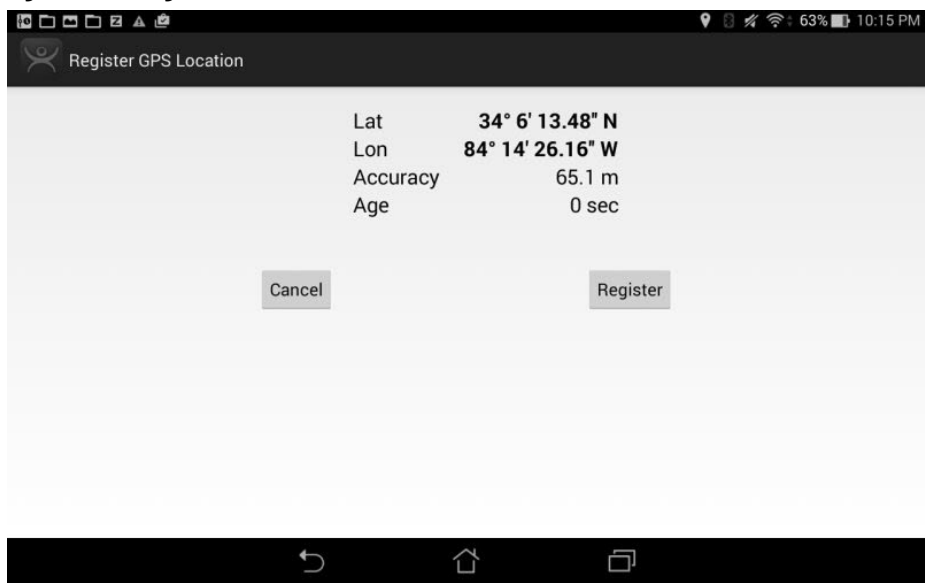 63% 10:15 PM
Register GPS Location
Lat 34° 6' 13.48" N
Lon 84° 14' 26.16" W
Accuracy 65.1 m
Age 0 sec
Cancel Register